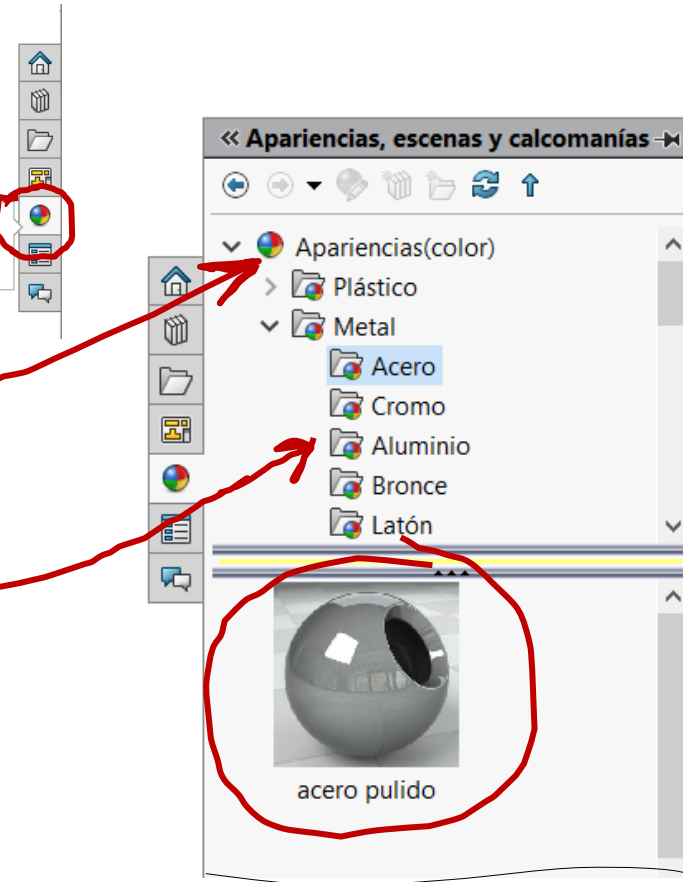 Apariencias, escenas y calcomanías
Apariencias(color)
Plástico
Metal
Acero
Cromo
Aluminio
Bronce
Latón
acero pulido